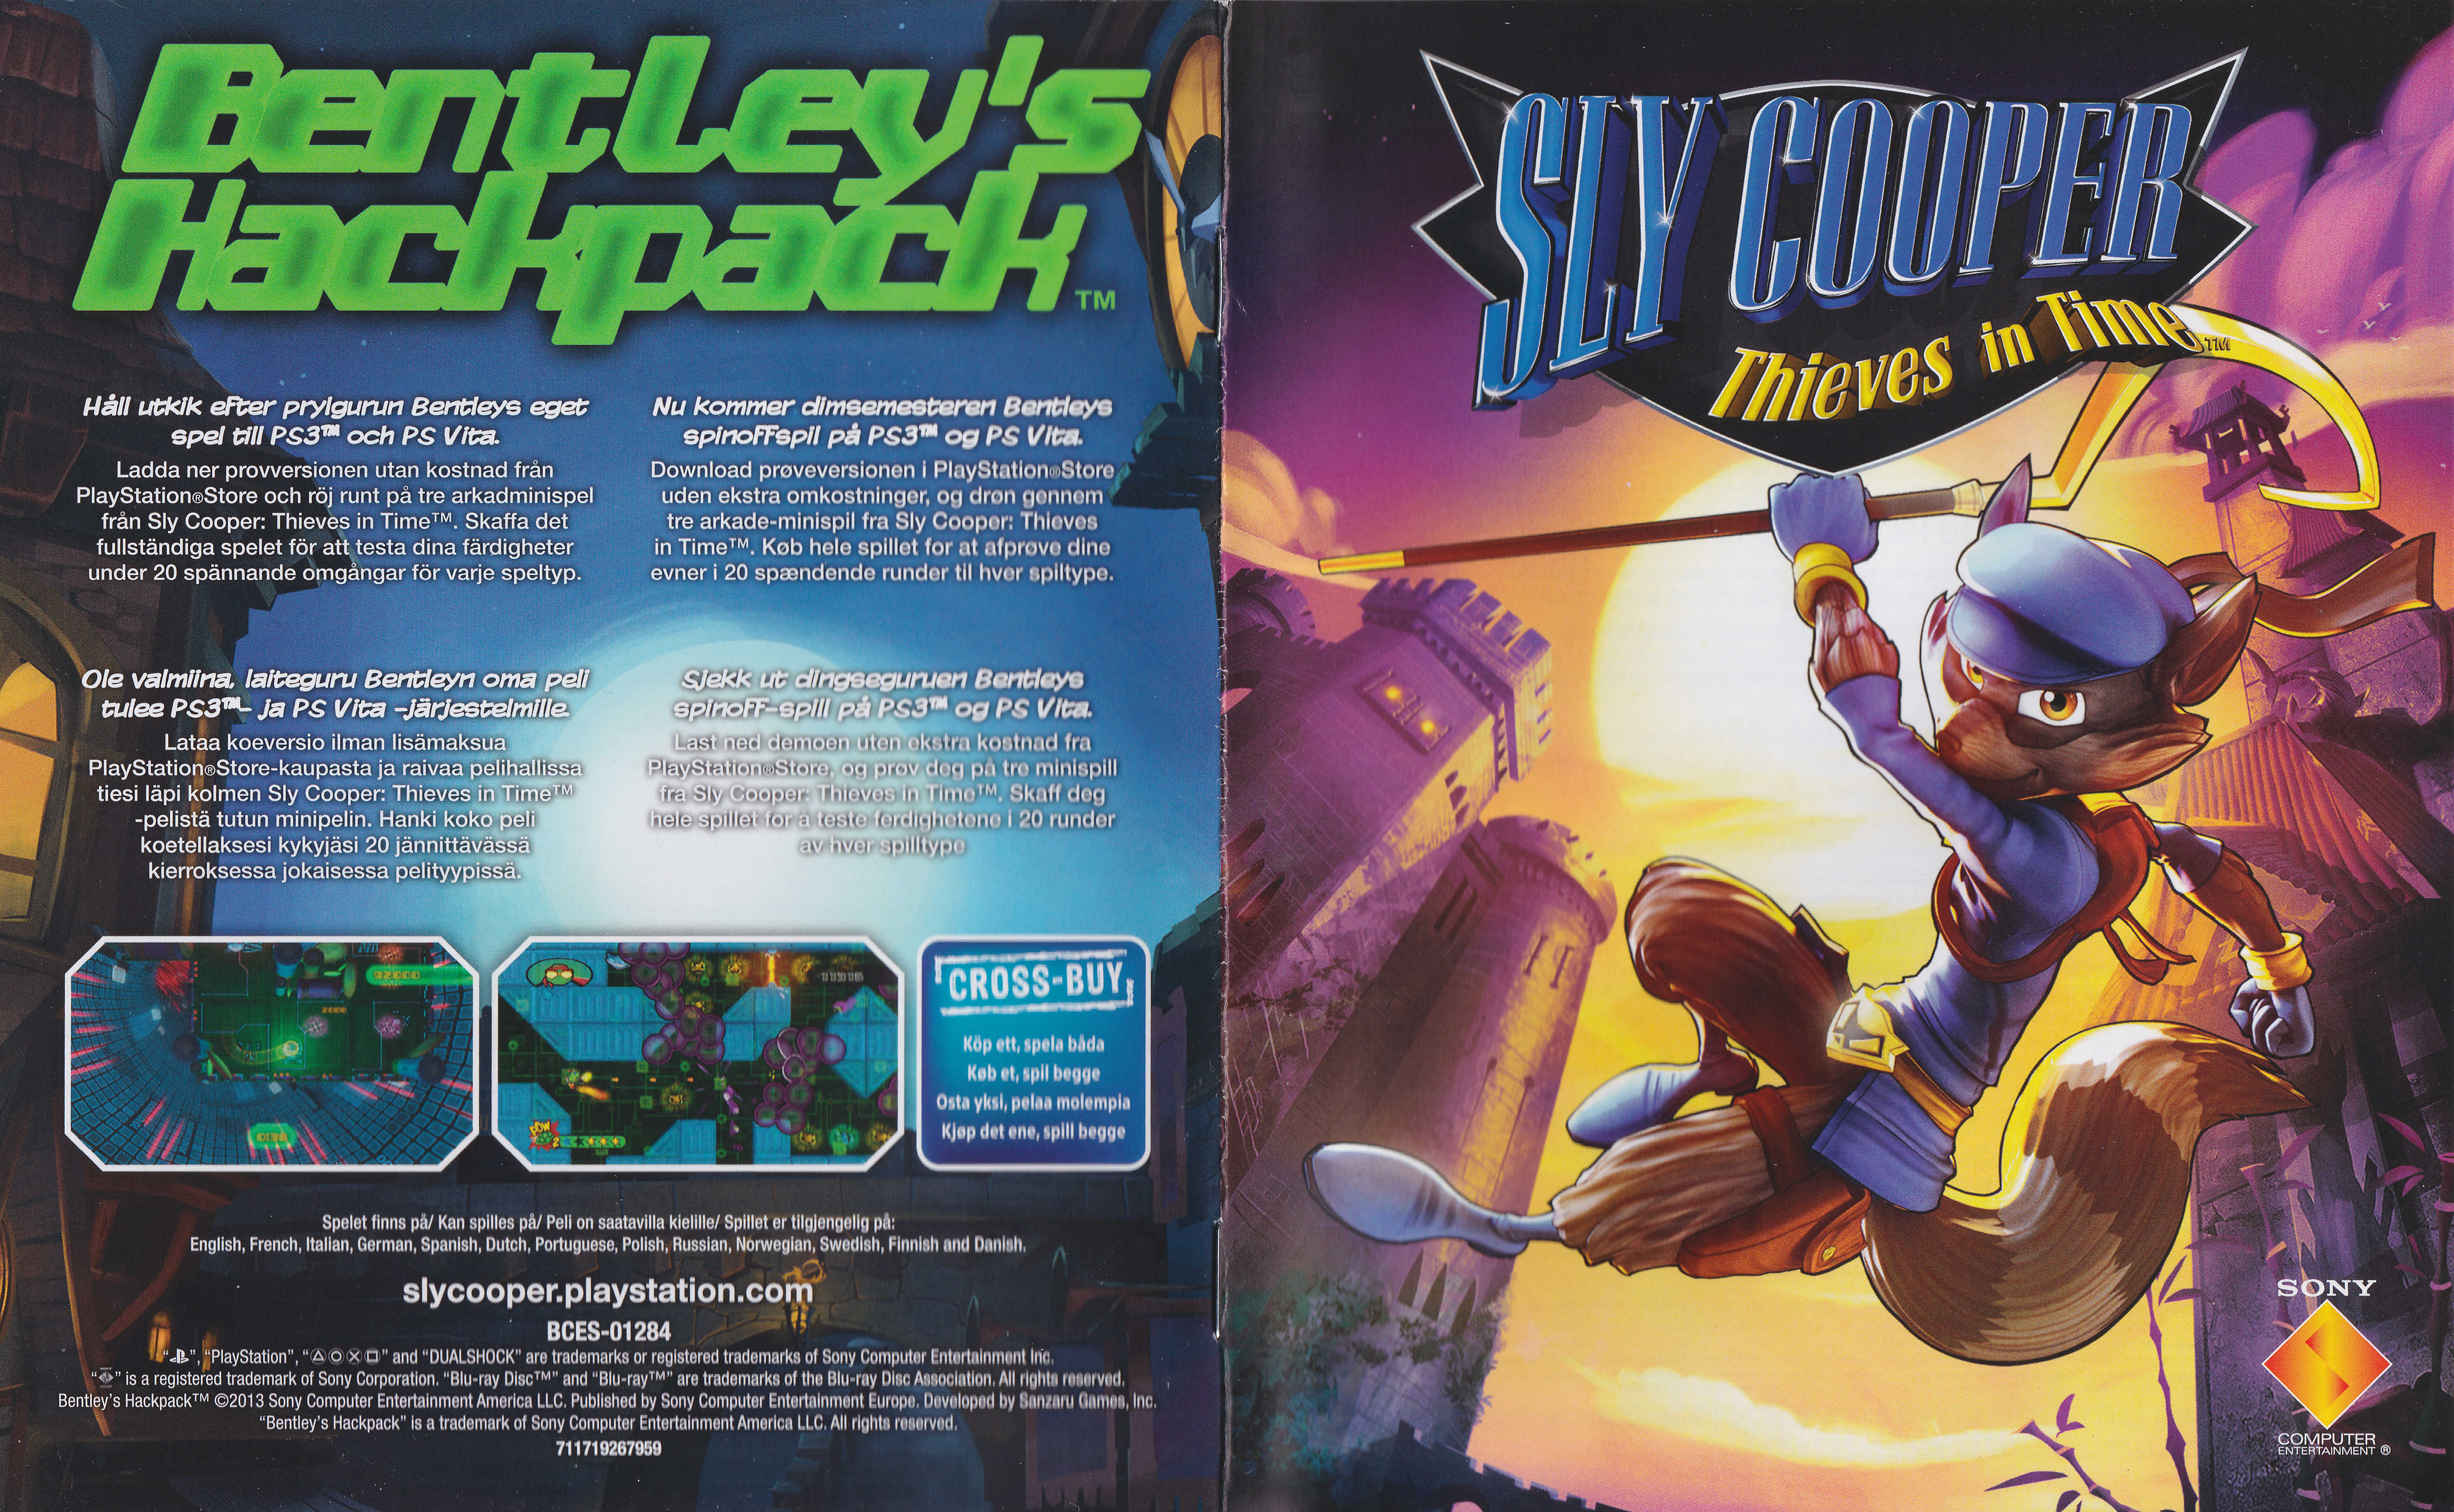 Bentley's
Hackpack™
Håll utkik efter prylgurun Bentleys eget
spel till PS3™ och PS Vita.
Ladda ner provversionen utan kostnad från
PlayStation®Store och röj runt på tre arkadminispel
från Sly Cooper: Thieves in Time™. Skaffa det
fullständiga spelet för att testa dina färdigheter
under 20 spännande omgångar för varje speltyp.
Nu kommer dimsemesteren Bentleys
spinoffspil på PS3™ og PS Vita.
Download prøveversionen i PlayStation®Store
uden ekstra omkostninger, og drøn gennem
tre arkade-minispil fra Sly Cooper: Thieves
in Time™. Køb hele spillet for at afprøve dine
evner i 20 spændende runder til hver spiltype.
Ole valmiina, laiteguru Bentleyn oma peli
tulee PS3™- ja PS Vita -järjestelmille.
Lataa koeversio ilman lisämaksua
PlayStation®Store-kaupasta ja raivaa pelihallissa
tiesi läpi kolmen Sly Cooper: Thieves in Time™
-pelistä tutun minipelin. Hanki koko peli
koetellaksesi kykyjäsi 20 jännittävässä
kierroksessa jokaisessa pelityypissä.
Sjekk ut dingseguruen Bentleys
spinoff-spill på PS3™ og PS Vita.
Last ned demoen uten ekstra kostnad fra
PlayStation®Store, og prøv deg på tre minispill
fra Sly Cooper: Thieves in Time™. Skaff deg
hele spillet for å teste ferdighetene i 20 runder
av hver spilltype
92000
2000
POW
CROSS-BUY
Köp ett, spela båda
Køb et, spil begge
Osta yksi, pelaa molempia
Kjøp det ene, spill begge
Spelet finns på/ Kan spilles på/ Peli on saatavilla kielille/ Spillet er tilgjengelig på:
English, French, Italian, German, Spanish, Dutch, Portuguese, Polish, Russian, Norwegian, Swedish, Finnish and Danish.
slycooper.playstation.com
BCES-01284
“ ”, “PlayStation”, “△○✕□” and “DUALSHOCK” are trademarks or registered trademarks of Sony Computer Entertainment Inc.
“ ” is a registered trademark of Sony Corporation. “Blu-ray Disc™” and “Blu-ray™” are trademarks of the Blu-ray Disc Association. All rights reserved.
Bentley’s Hackpack™ ©2013 Sony Computer Entertainment America LLC. Published by Sony Computer Entertainment Europe. Developed by Sanzaru Games, Inc.
“Bentley’s Hackpack” is a trademark of Sony Computer Entertainment America LLC. All rights reserved.
711719267959
SLY COOPER
Thieves in Time™
SONY
COMPUTER
ENTERTAINMENT ®